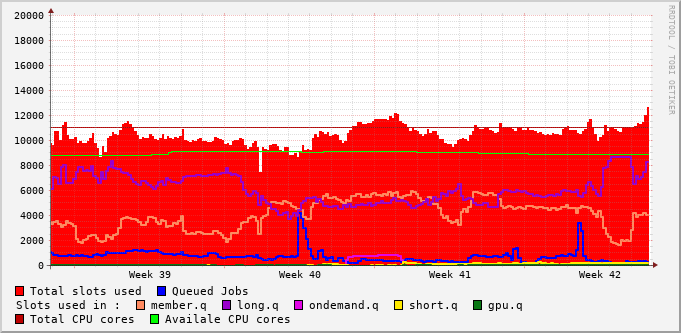 20000
18000
16000
14000
12000
10000
8000
6000
4000
2000
0
Week 39 Week 40 Week 41 Week 42
RRDTOOL / TOBI OETIKER
Total slots used Queued Jobs
Slots used in : member.q long.q ondemand.q short.q gpu.q
Total CPU cores Availale CPU cores